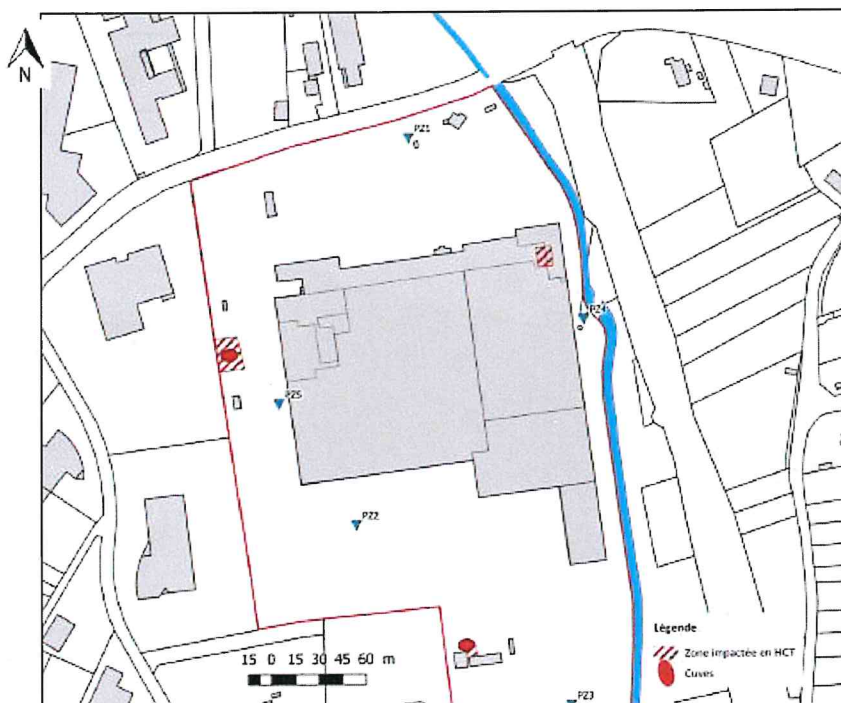 N
PZ1
PZ4
PZ5
PZ2
15 0 15 30 45 60 m
PZ3
Légende
Zone impactée en HCT
Cuves